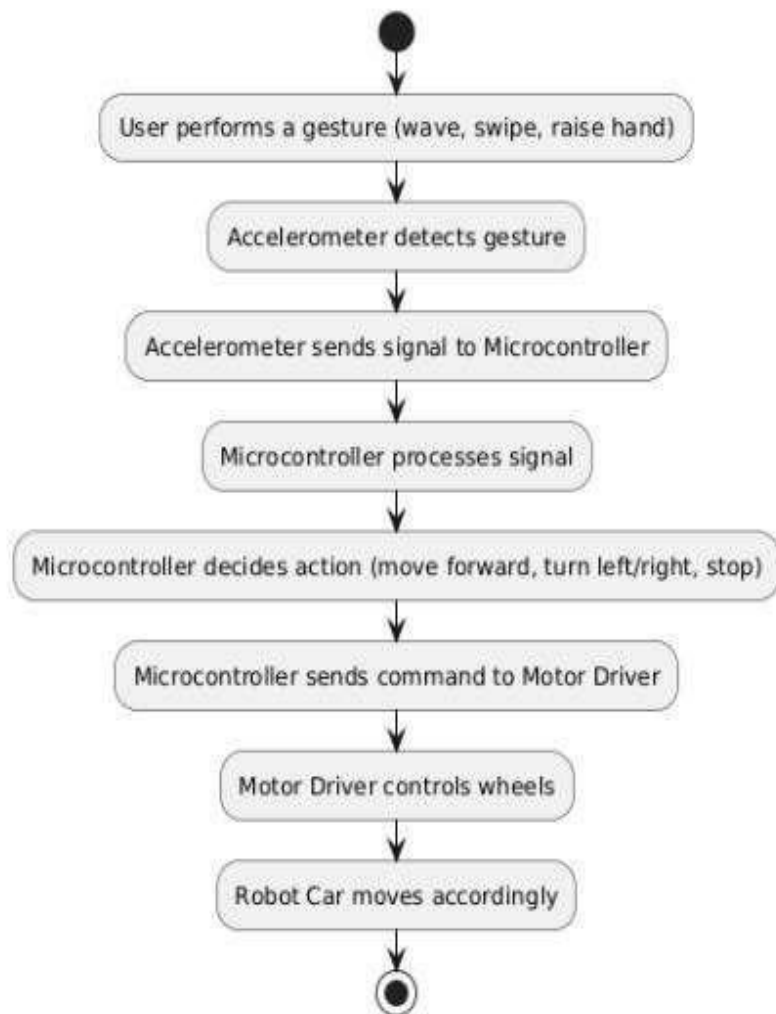 User performs a gesture (wave, swipe, raise hand)
Accelerometer detects gesture
Accelerometer sends signal to Microcontroller
Microcontroller processes signal
Microcontroller decides action (move forward, turn left/right, stop)
Microcontroller sends command to Motor Driver
Motor Driver controls wheels
Robot Car moves accordingly